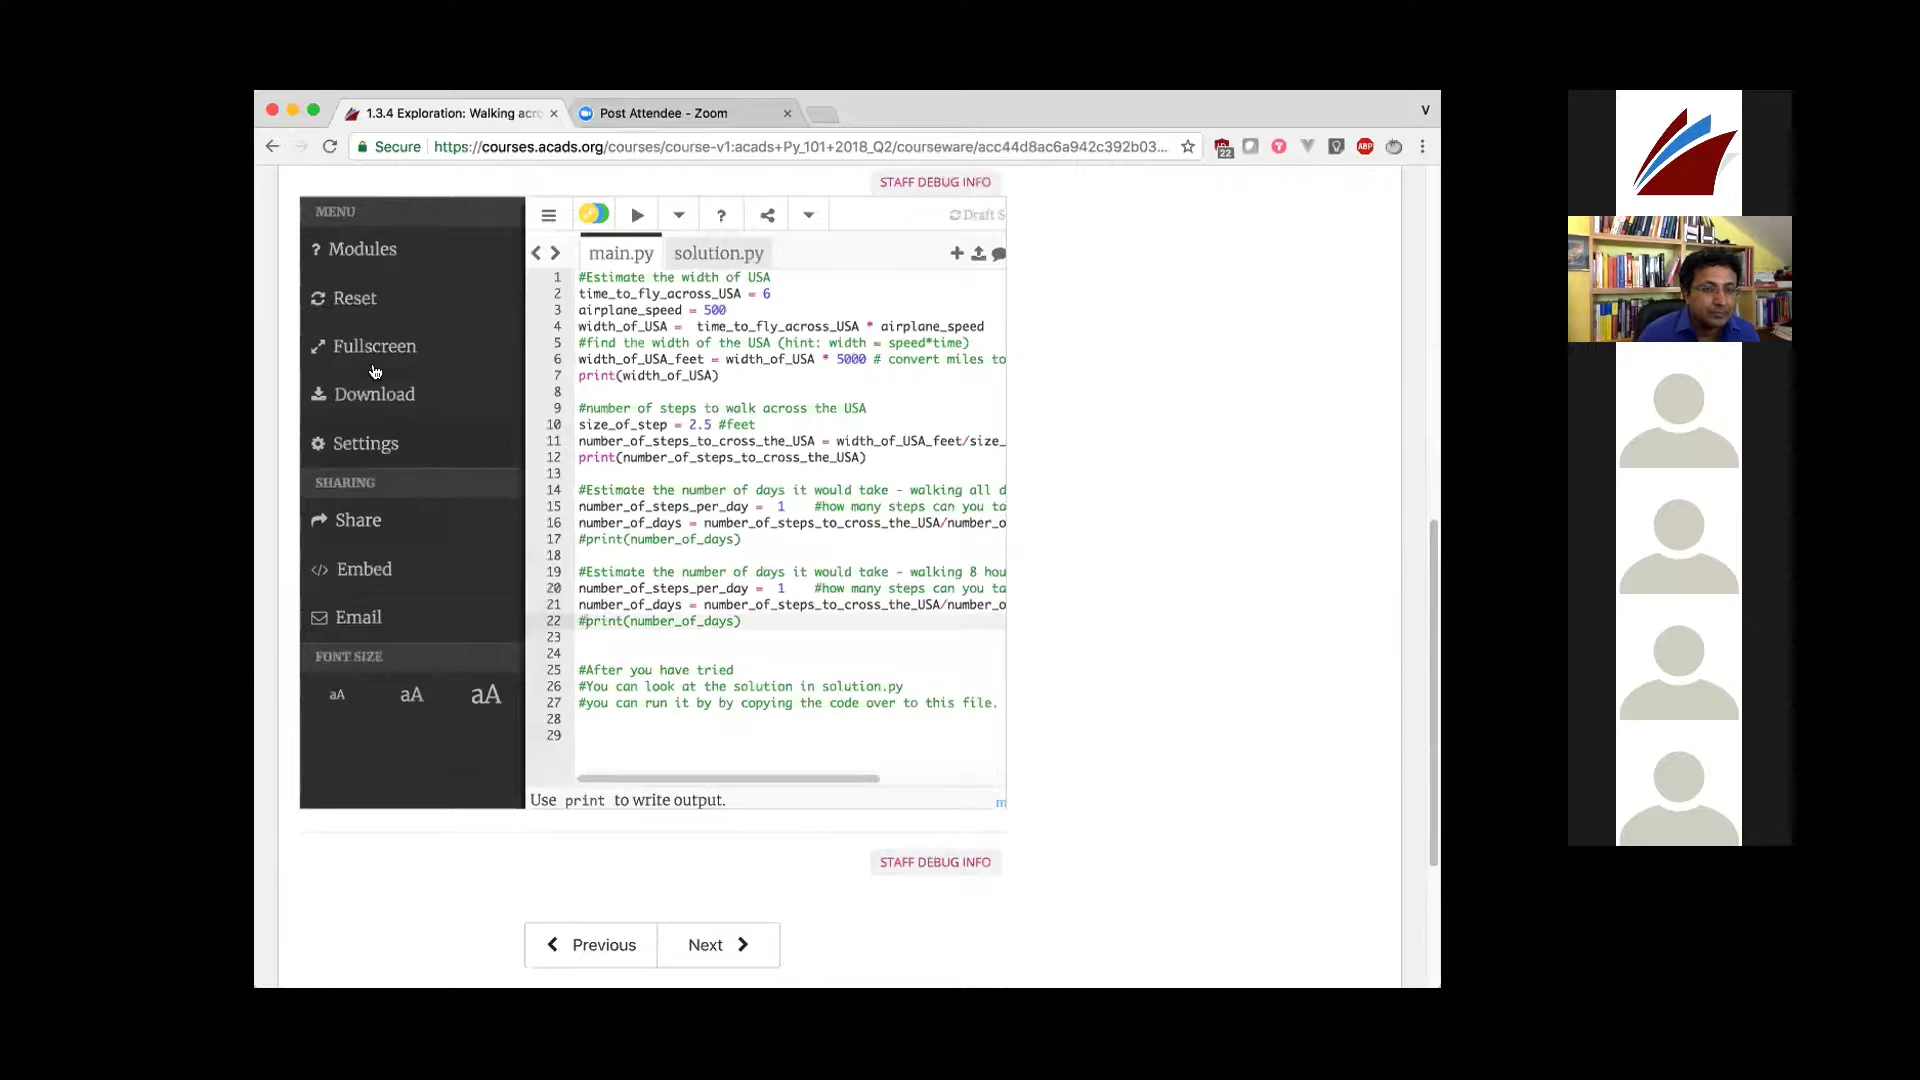 1.3.4 Exploration: Walking acr
Post Attendee - Zoom
Secure
https://courses.acads.org/courses/course-v1:acads+Py_101+2018_Q2/courseware/acc44d8ac6a942c392b03...
22
ABP
STAFF DEBUG INFO
MENU
? Modules
Reset
Fullscreen
Download
Settings
SHARING
Share
</> Embed
Email
FONT SIZE
aA aA aA
?
Draft S
main.py
solution.py
1 #Estimate the width of USA
2 time_to_fly_across_USA = 6
3 airplane_speed = 500
4 width_of_USA =  time_to_fly_across_USA * airplane_speed
5 #find the width of the USA (hint: width = speed*time)
6 width_of_USA_feet = width_of_USA * 5000 # convert miles to
7 print(width_of_USA)
8
9 #number of steps to walk across the USA
10 size_of_step = 2.5 #feet
11 number_of_steps_to_cross_the_USA = width_of_USA_feet/size_
12 print(number_of_steps_to_cross_the_USA)
13
14 #Estimate the number of days it would take - walking all d
15 number_of_steps_per_day =  1    #how many steps can you ta
16 number_of_days = number_of_steps_to_cross_the_USA/number_o
17 #print(number_of_days)
18
19 #Estimate the number of days it would take - walking 8 hou
20 number_of_steps_per_day =  1    #how many steps can you ta
21 number_of_days = number_of_steps_to_cross_the_USA/number_o
22 #print(number_of_days)
23
24
25 #After you have tried
26 #You can look at the solution in solution.py
27 #you can run it by by copying the code over to this file.
28
29
Use print to write output.
STAFF DEBUG INFO
Previous
Next